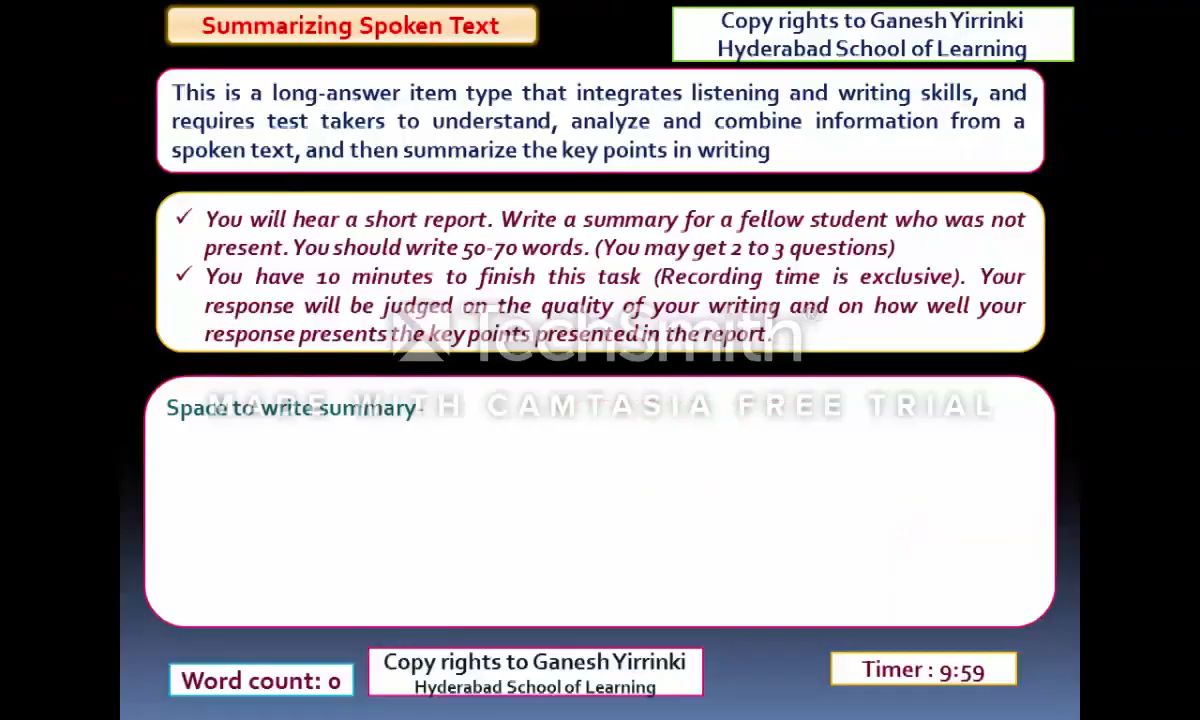 Summarizing Spoken Text
Copy rights to Ganesh Yirrinki
Hyderabad School of Learning
This is a long-answer item type that integrates listening and writing skills, and
requires test takers to understand, analyze and combine information from a
spoken text, and then summarize the key points in writing
✓ You will hear a short report. Write a summary for a fellow student who was not
present. You should write 50-70 words. (You may get 2 to 3 questions)
✓ You have 10 minutes to finish this task (Recording time is exclusive). Your
response will be judged on the quality of your writing and on how well your
response presents the key points presented in the report.
TechSmith®
MADE WITH CAMTASIA FREE TRIAL
Space to write summary-
Word count: 0
Copy rights to Ganesh Yirrinki
Hyderabad School of Learning
Timer : 9:59